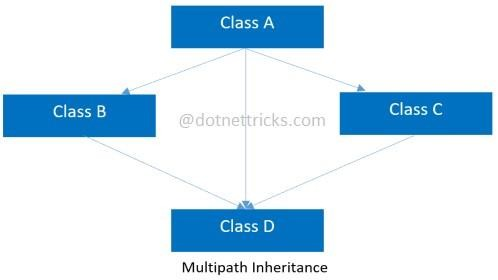 Class A
Class B
@dotnettricks.com
Class C
Class D
Multipath Inheritance